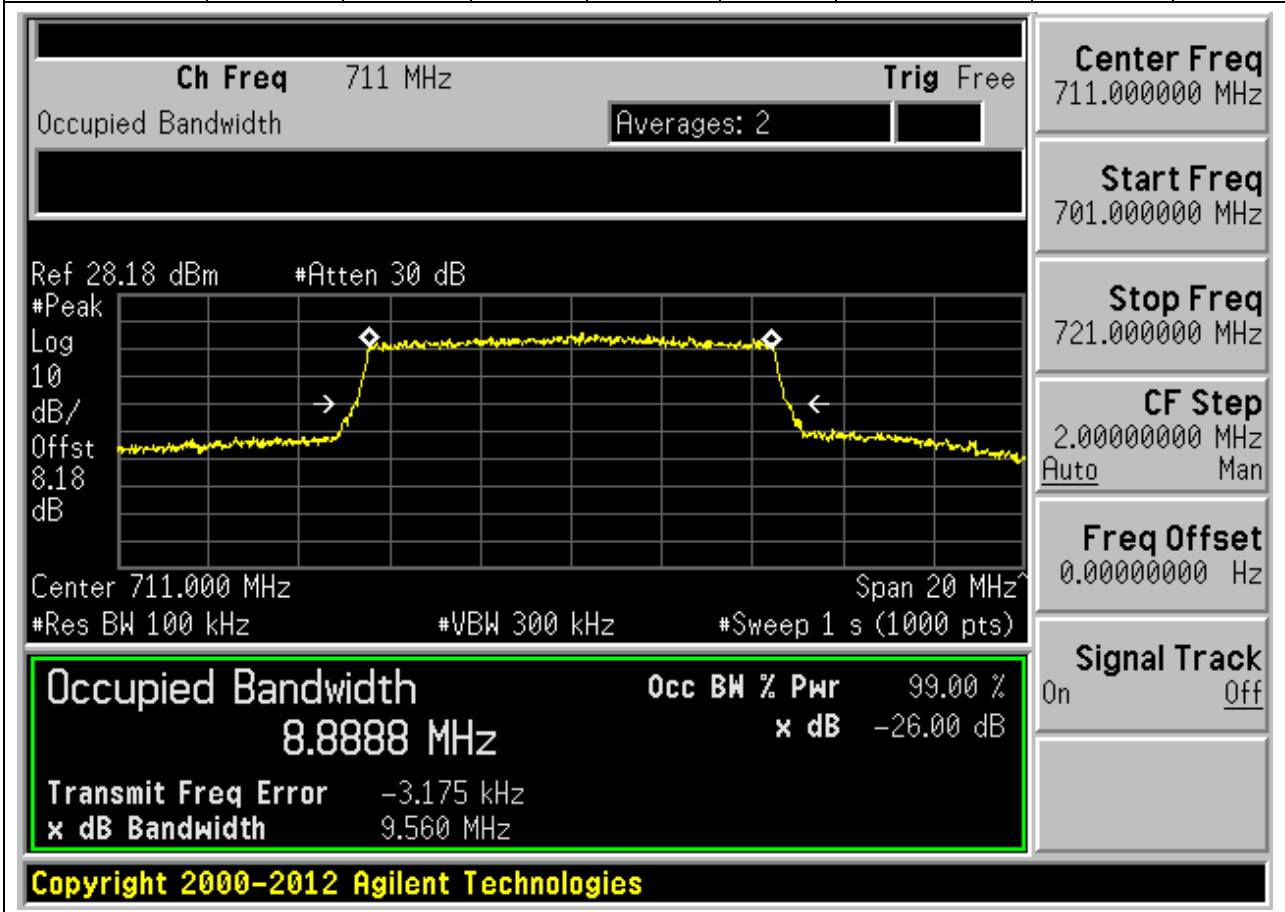 Ch Freq 711 MHz Trig Free
Occupied Bandwidth Averages: 2
Ref 28.18 dBm #Atten 30 dB
#Peak
Log
10
dB/
Offst
8.18
dB
Center 711.000 MHz Span 20 MHz^
#Res BW 100 kHz #VBW 300 kHz #Sweep 1 s (1000 pts)
Occupied Bandwidth Occ BW % Pwr 99.00 %
8.8888 MHz x dB -26.00 dB
Transmit Freq Error -3.175 kHz
x dB Bandwidth 9.560 MHz
Copyright 2000-2012 Agilent Technologies
Center Freq
711.000000 MHz
Start Freq
701.000000 MHz
Stop Freq
721.000000 MHz
CF Step
2.00000000 MHz
Auto Man
Freq Offset
0.00000000 Hz
Signal Track
On Off